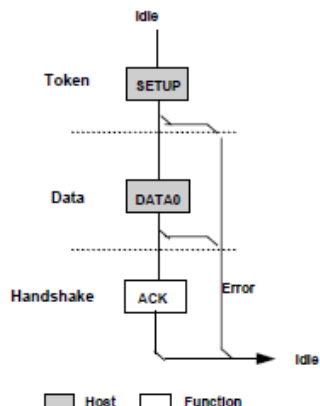 Idle
Token
SETUP
Data
DATA0
Handshake
ACK
Error
Idle
Host
Function